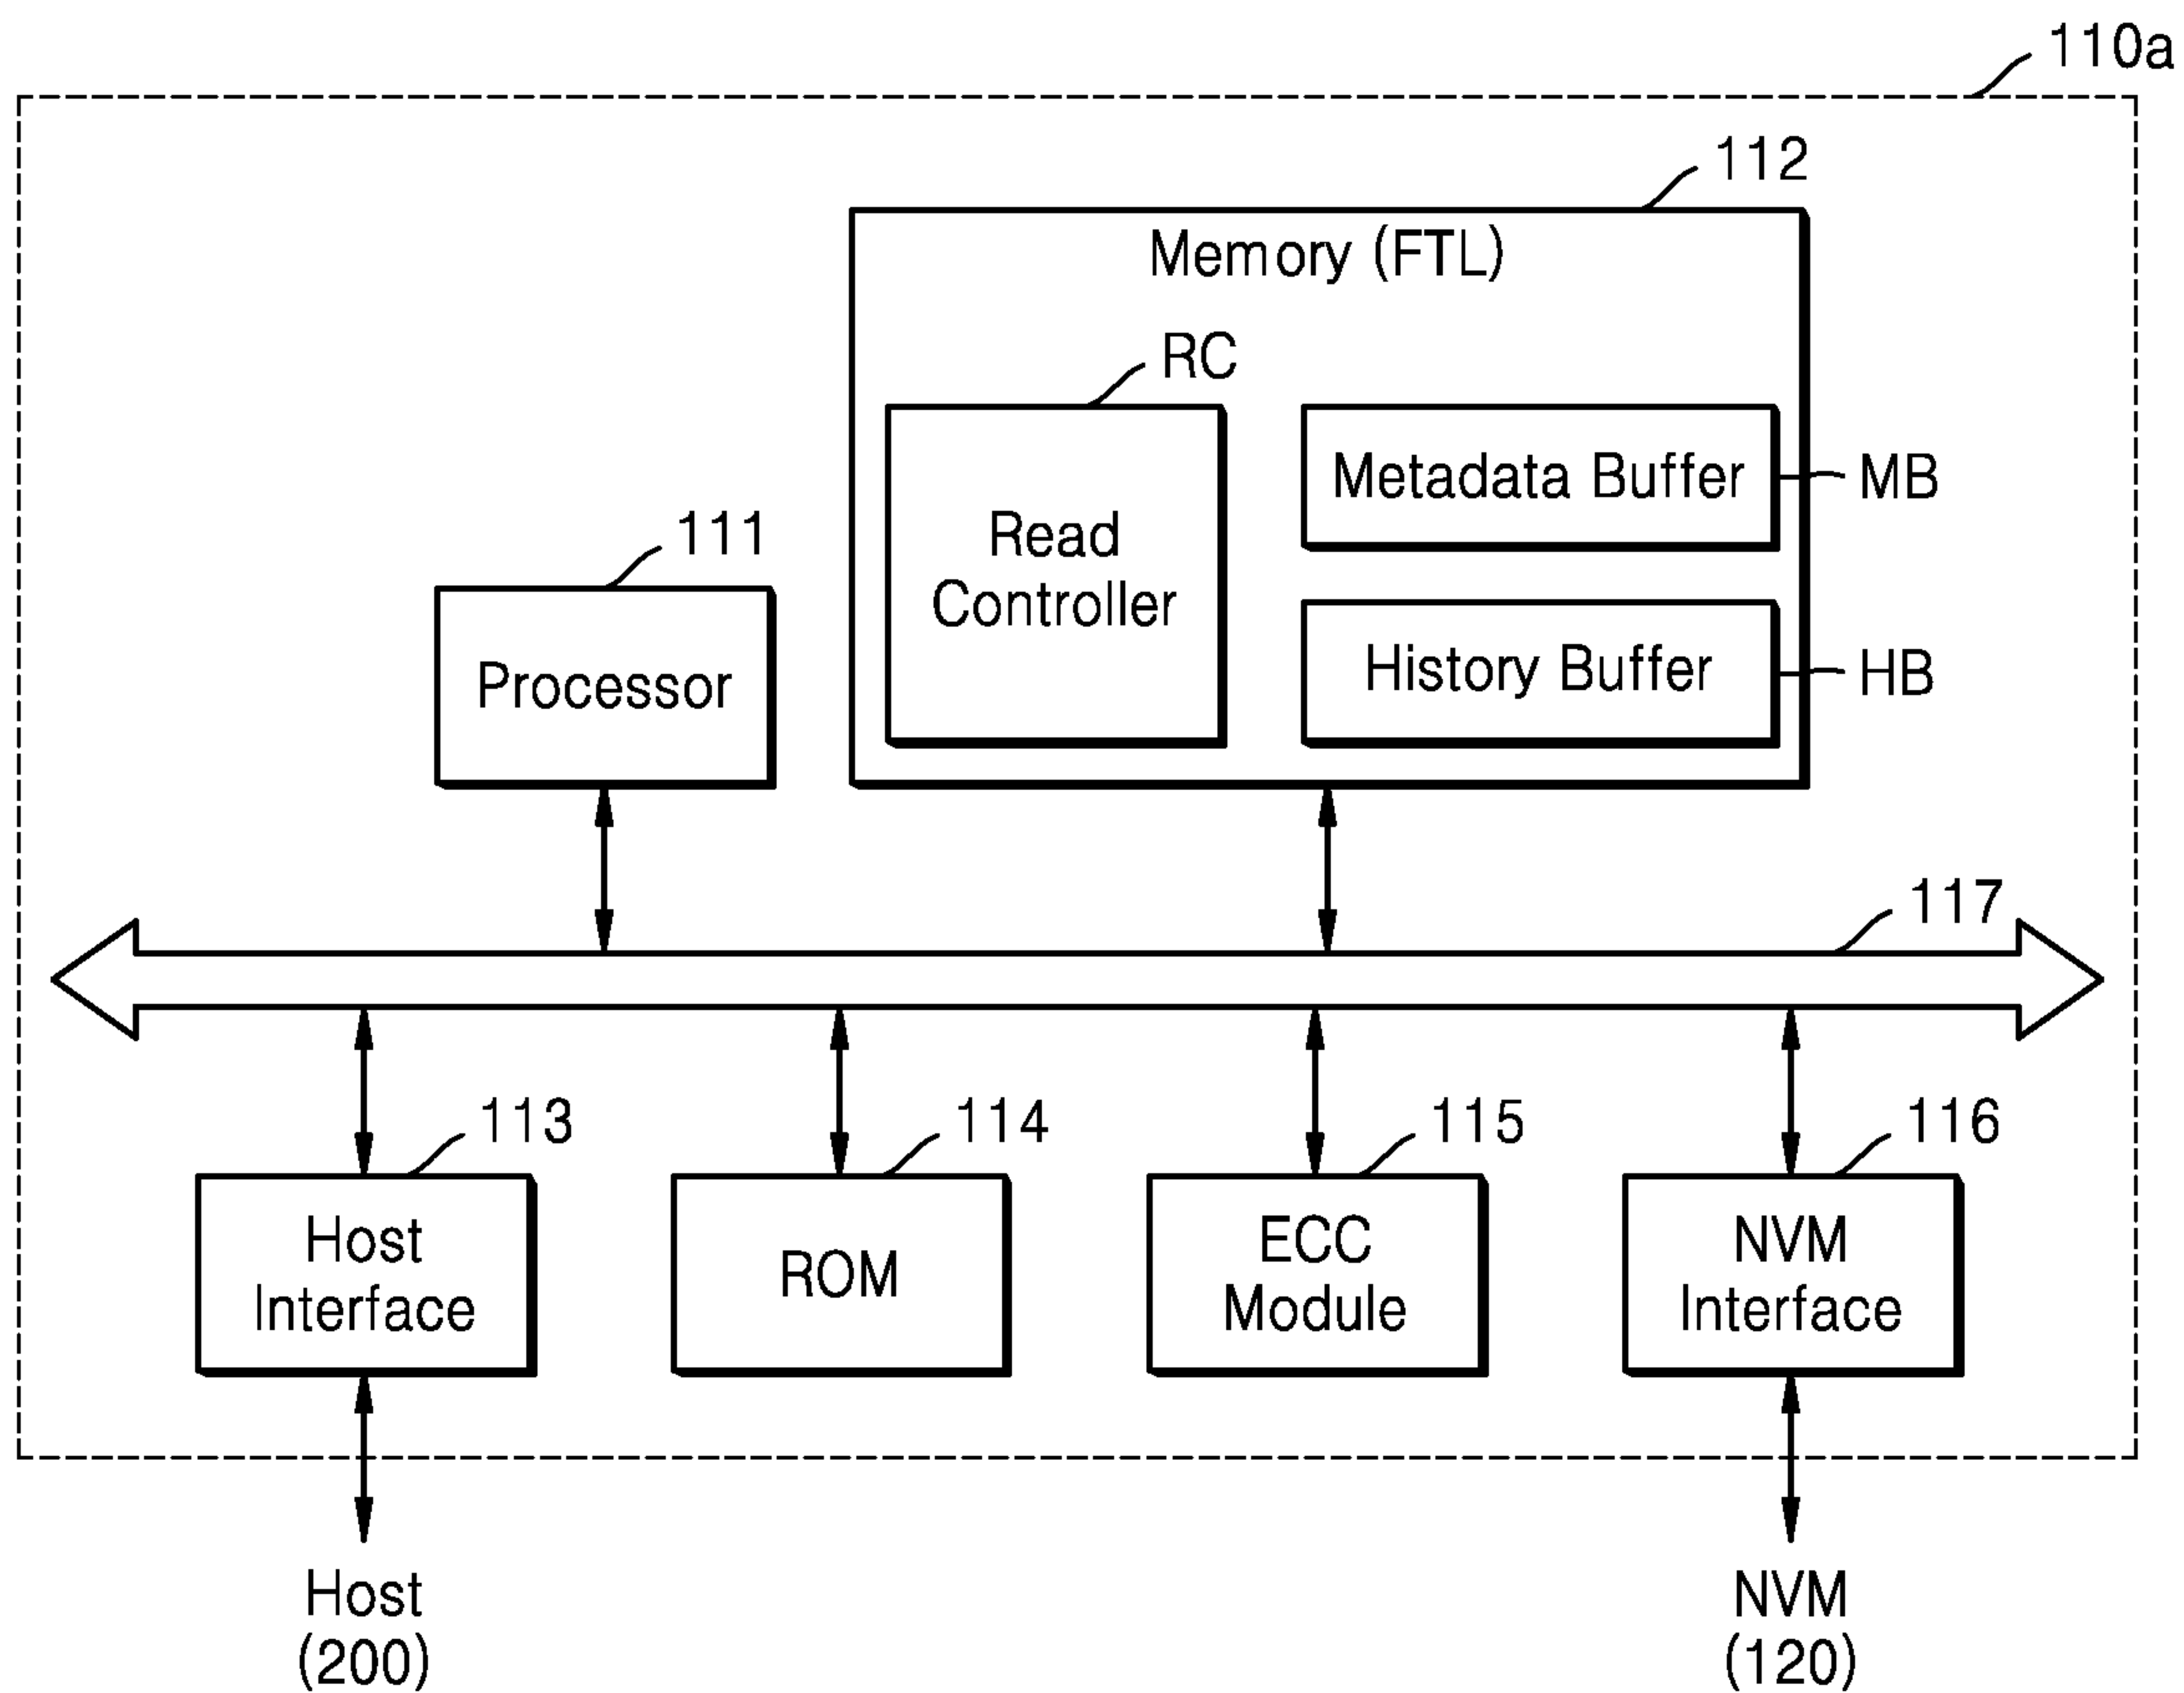 110a
112
Memory (FTL)
RC
Read
Controller
Metadata Buffer
MB
History Buffer
HB
111
Processor
117
113
Host
Interface
114
ROM
115
ECC
Module
116
NVM
Interface
Host
(200)
NVM
(120)